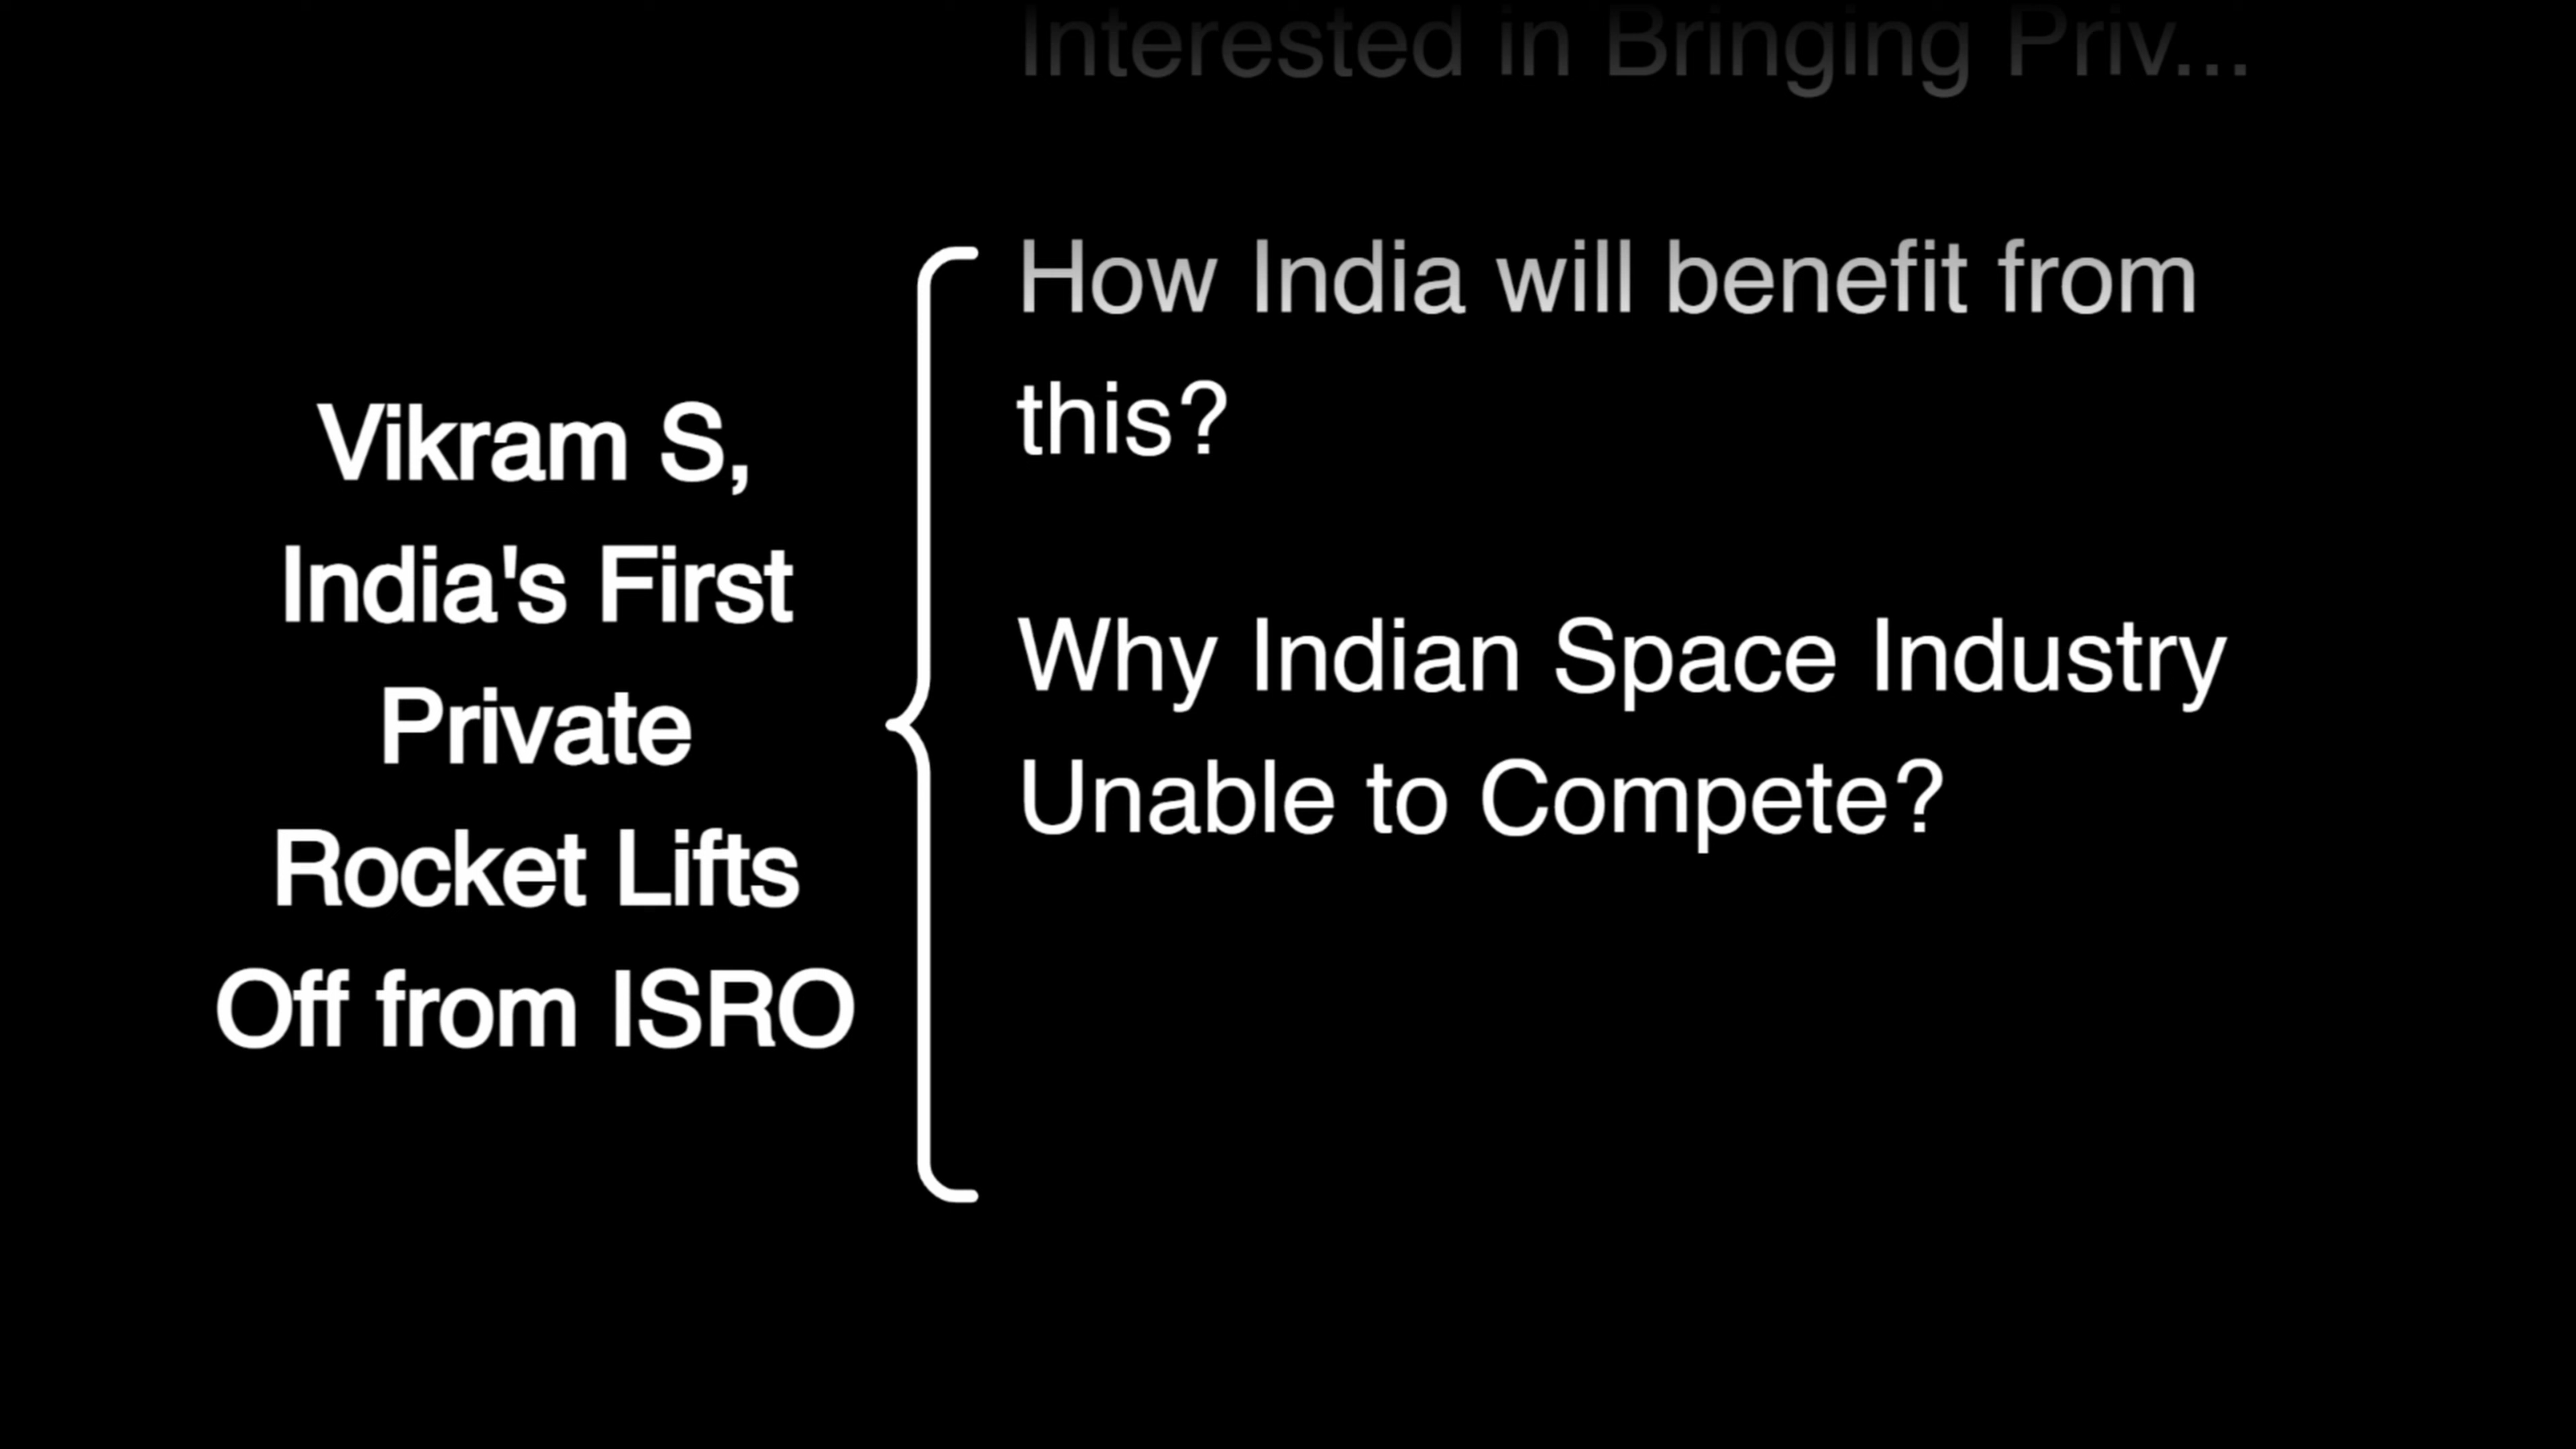 Interested in Bringing Priv...
Vikram S,
India's First
Private
Rocket Lifts
Off from ISRO
How India will benefit from
this?
Why Indian Space Industry
Unable to Compete?